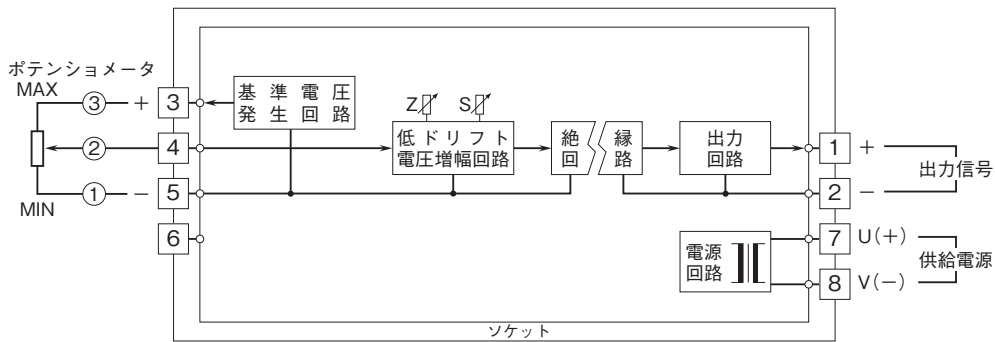 ポテンショメータ
MAX
③ + 3
② 4
① − 5
MIN
6
基準電圧
発生回路
Z S
低ドリフト
電圧増幅回路
絶縁
回路
出力
回路
電源
回路
1 +
出力信号
2 −
7 U(+)
供給電源
8 V(−)
ソケット